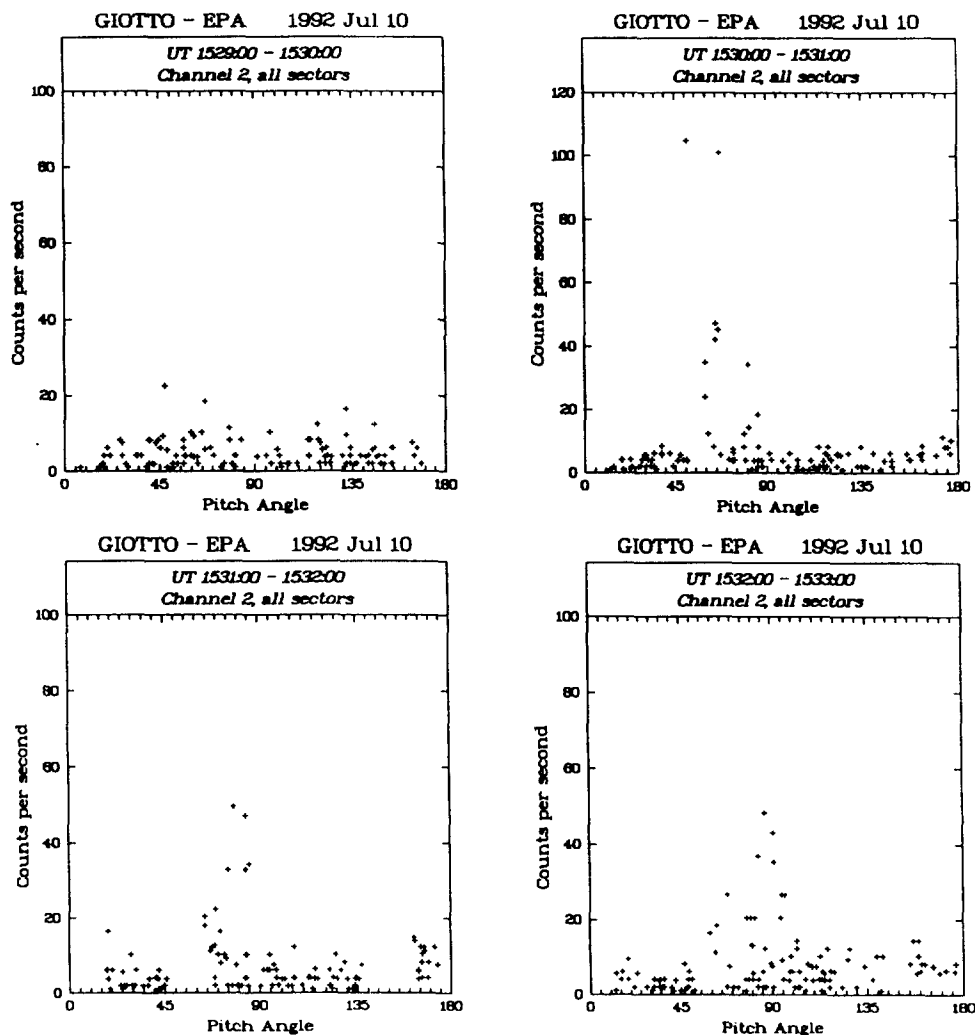 GIOTTO - EPA 1992 Jul 10
UT 1529:00 - 1530:00
Channel 2, all sectors
100
80
60
40
20
0
Counts per second
0 45 90 135 180
Pitch Angle
GIOTTO - EPA 1992 Jul 10
UT 1530:00 - 1531:00
Channel 2, all sectors
120
100
80
60
40
20
0
Counts per second
0 45 90 135 180
Pitch Angle
GIOTTO - EPA 1992 Jul 10
UT 1531:00 - 1532:00
Channel 2, all sectors
100
80
60
40
20
0
Counts per second
0 45 90 135 180
Pitch Angle
GIOTTO - EPA 1992 Jul 10
UT 1532:00 - 1533:00
Channel 2, all sectors
100
80
60
40
20
0
Counts per second
0 45 90 135 180
Pitch Angle